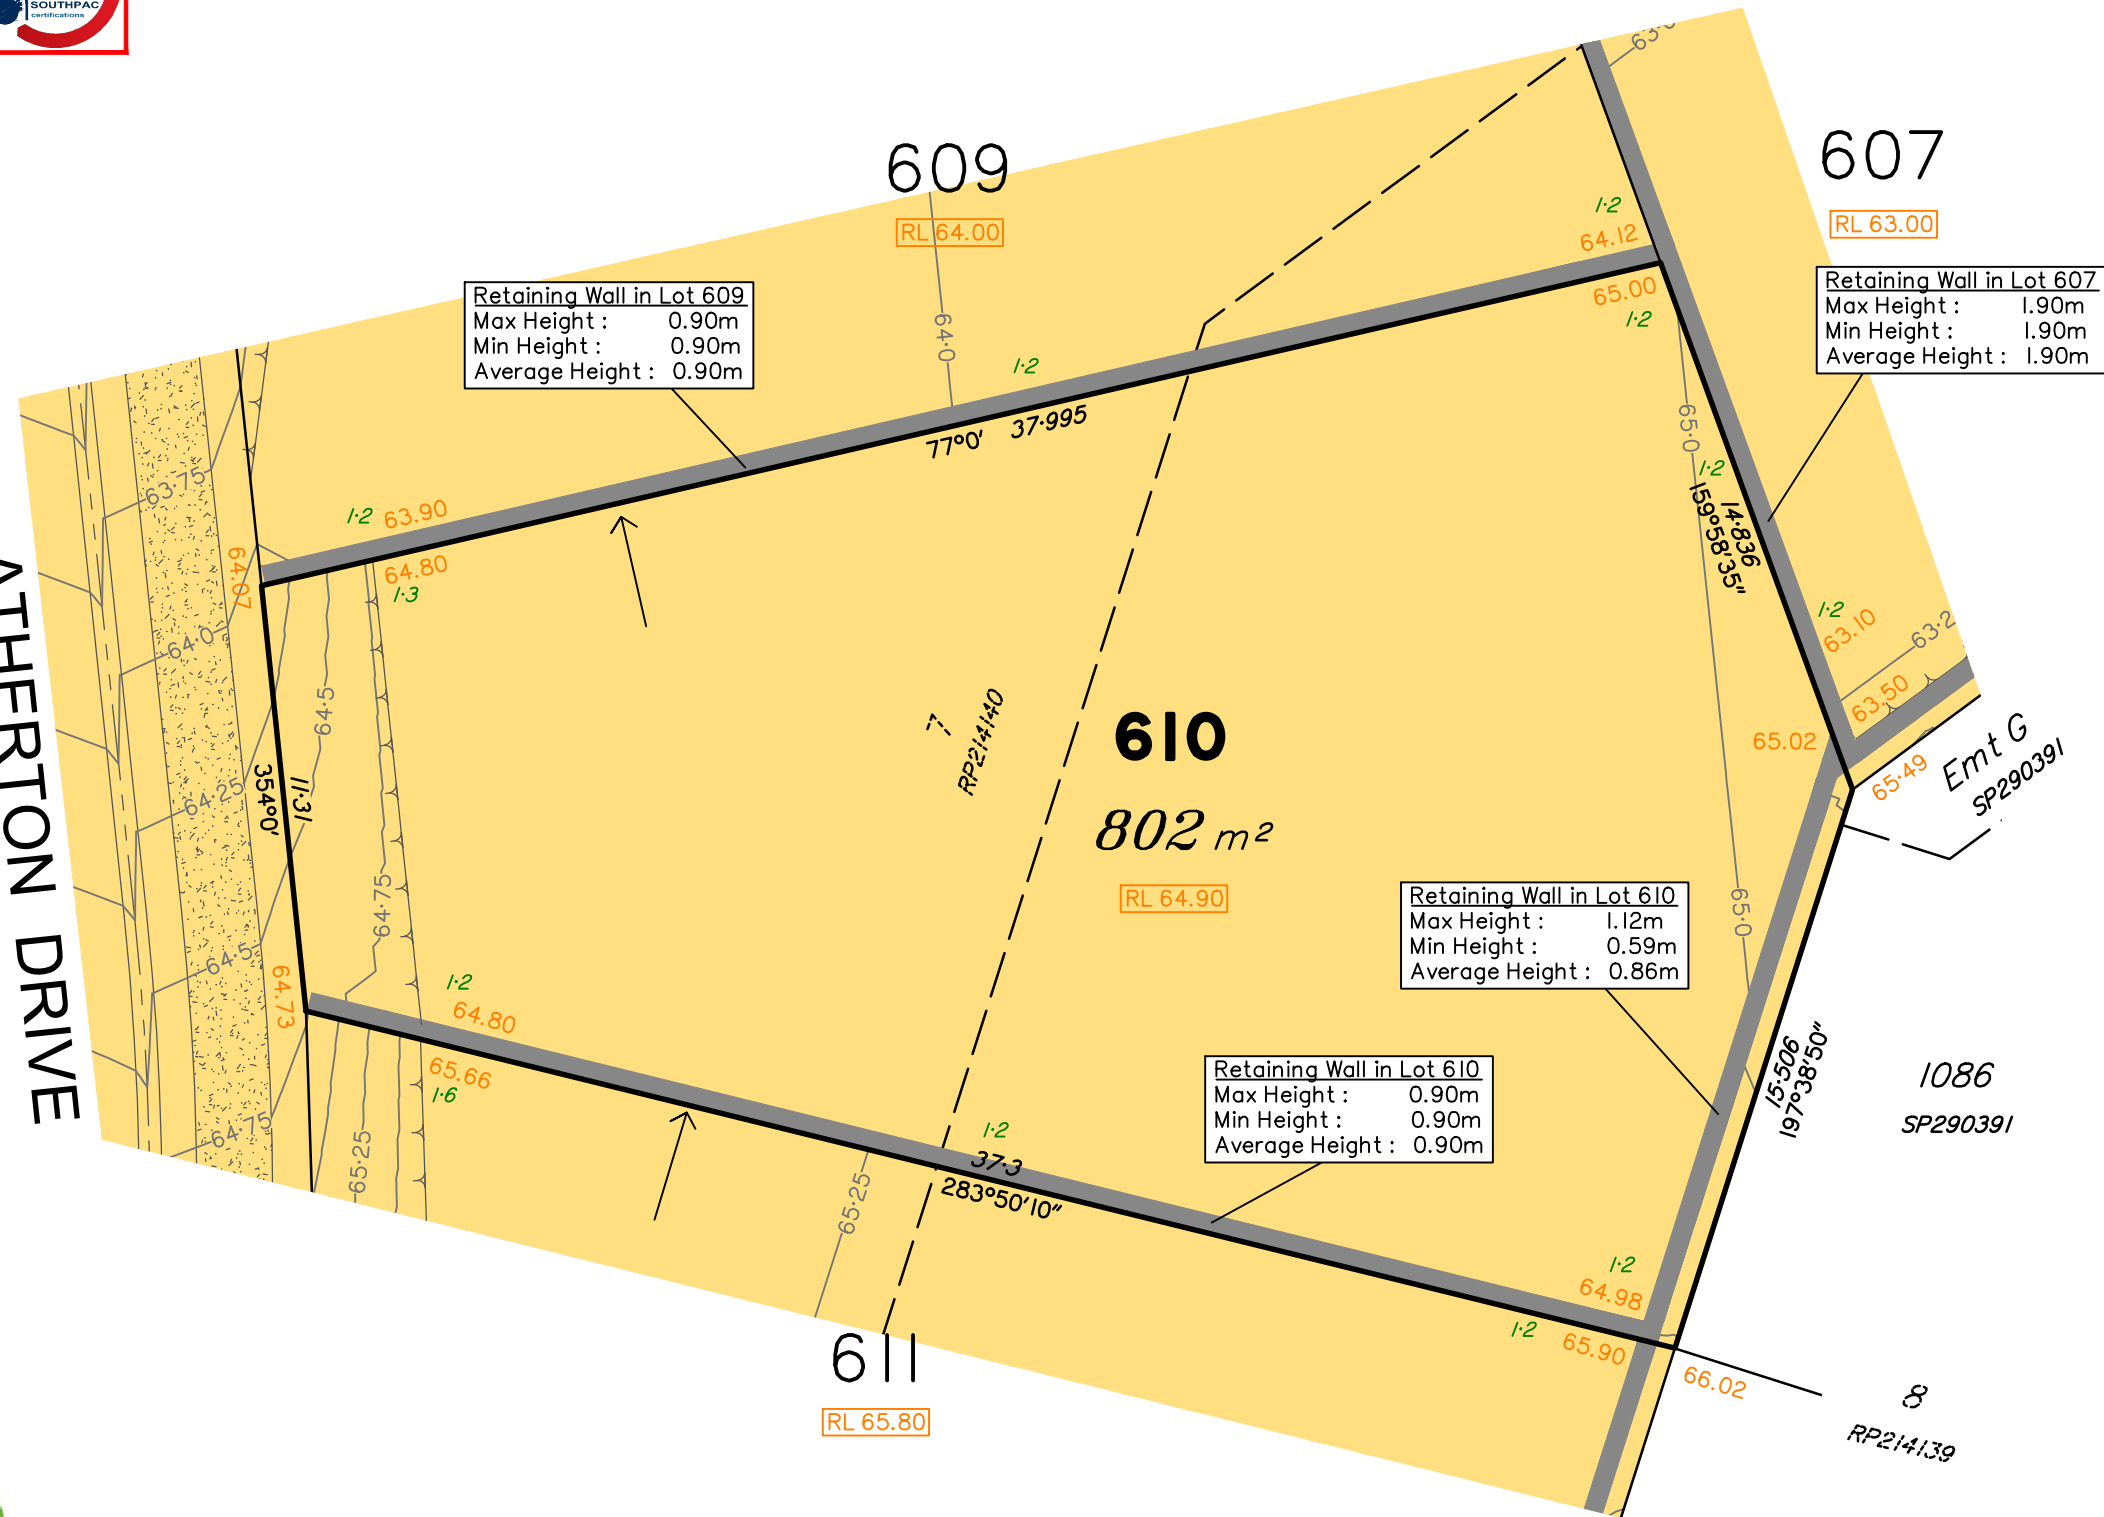 SOUTHPAC
certifications
609
RL 64.00
607
RL 63.00
Retaining Wall in Lot 609
Max Height : 0.90m
Min Height : 0.90m
Average Height : 0.90m
Retaining Wall in Lot 607
Max Height : 1.90m
Min Height : 1.90m
Average Height : 1.90m
1·2
64.12
65.00
1·2
64·0
1·2
77°0' 37·995
65·0
1·2
14·836
159°58'35"
63·75
1·2 63.90
64.80
1·3
64.07
64·0
1·2
63.10
63·2
63.50
65.02
65·49
Emt G
SP290391
ATHERTON DRIVE
64·5
11·31
354°0'
64·25
7
RP214140
610
802 m²
RL 64.90
64·75
64·5
64.73
65·0
Retaining Wall in Lot 610
Max Height : 1.12m
Min Height : 0.59m
Average Height : 0.86m
1·2
64.80
65.66
1·6
Retaining Wall in Lot 610
Max Height : 0.90m
Min Height : 0.90m
Average Height : 0.90m
15·506
197°38'50"
1086
SP290391
64·75
65·25
1·2
37·3
283°50'10"
65·25
1·2
64.98
1·2 65.90
66.02
611
RL 65.80
8
RP214139